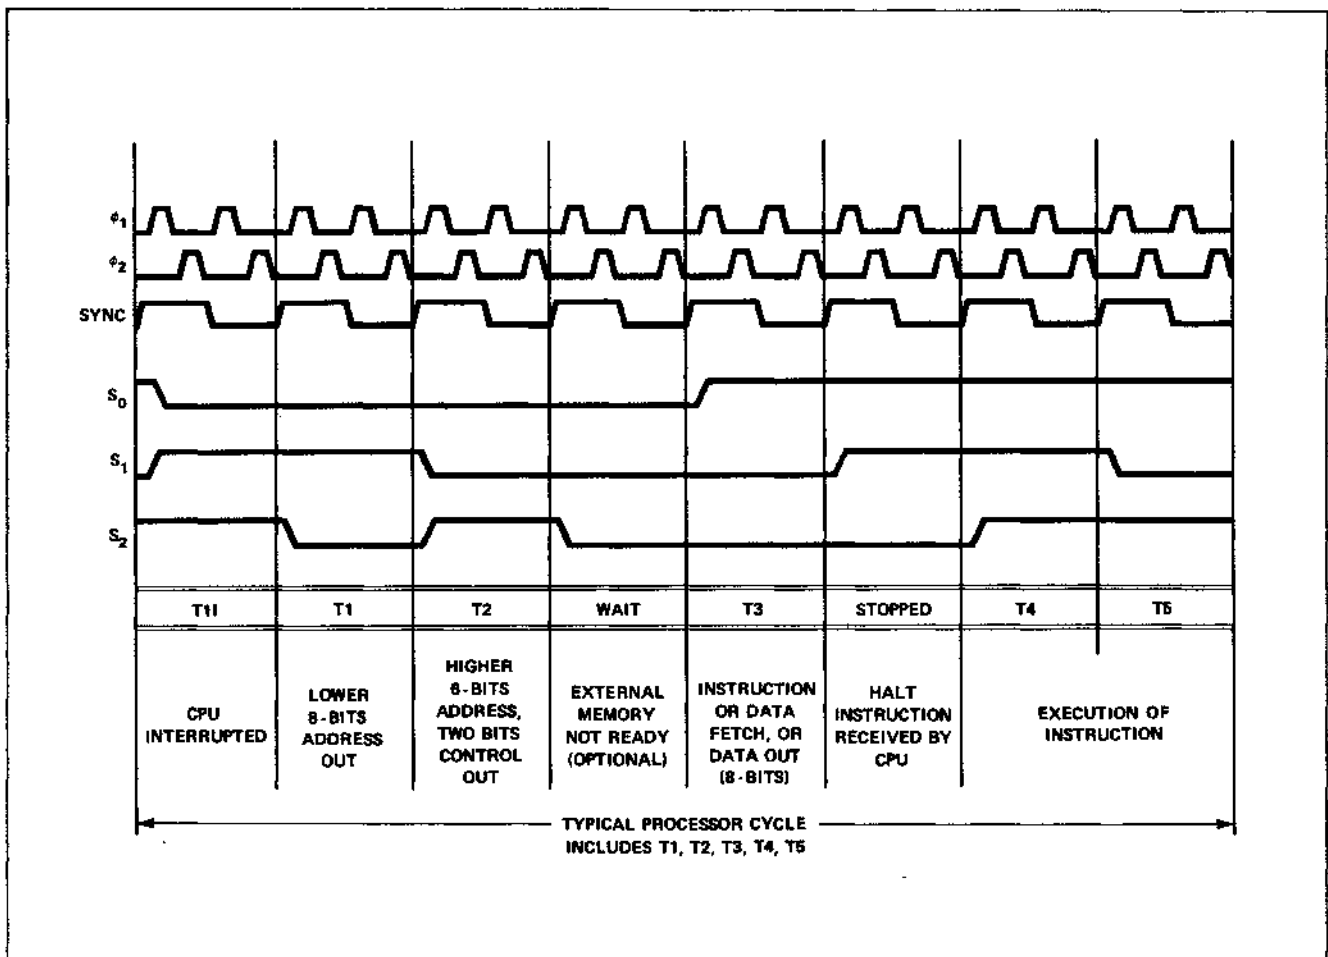 φ1
φ2
SYNC
S0
S1
S2
T1I T1 T2 WAIT T3 STOPPED T4 T5
CPU
INTERRUPTED
LOWER
8-BITS
ADDRESS
OUT
HIGHER
6-BITS
ADDRESS,
TWO BITS
CONTROL
OUT
EXTERNAL
MEMORY
NOT READY
(OPTIONAL)
INSTRUCTION
OR DATA
FETCH, OR
DATA OUT
(8-BITS)
HALT
INSTRUCTION
RECEIVED BY
CPU
EXECUTION OF
INSTRUCTION
TYPICAL PROCESSOR CYCLE
INCLUDES T1, T2, T3, T4, T5